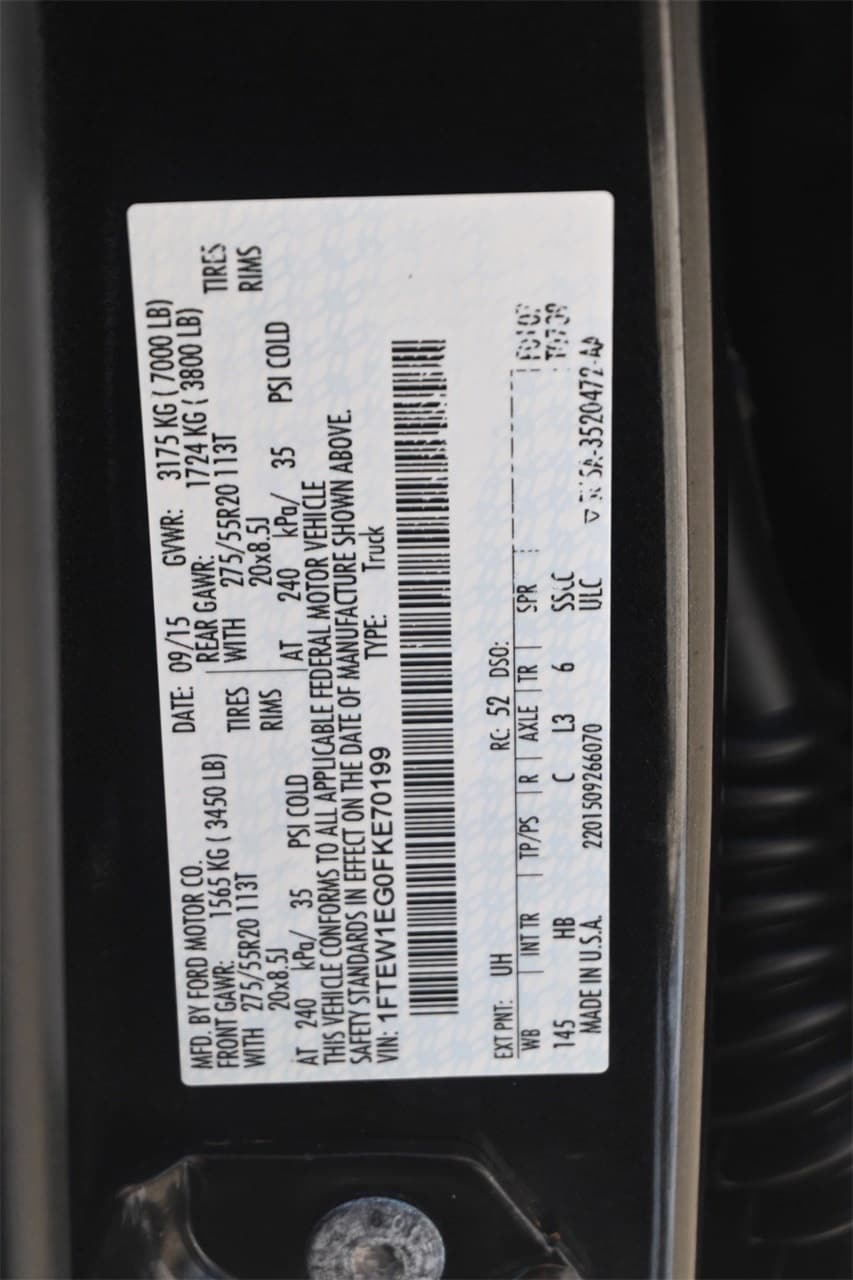 MFD. BY FORD MOTOR CO.
DATE: 09/15 GVWR: 3175 KG ( 7000 LB)
FRONT GAWR: 1565 KG ( 3450 LB)
REAR GAWR: 1724 KG ( 3800 LB)
WITH 275/55R20 113T TIRES
WITH 275/55R20 113T TIRES
20x8.5J RIMS
20x8.5J RIMS
AT 240 kPa/ 35 PSI COLD
AT 240 kPa/ 35 PSI COLD
THIS VEHICLE CONFORMS TO ALL APPLICABLE FEDERAL MOTOR VEHICLE
SAFETY STANDARDS IN EFFECT ON THE DATE OF MANUFACTURE SHOWN ABOVE.
VIN: 1FTEW1EG0FKE70199 TYPE: Truck
EXT PNT: UH RC: 52 DSO:
WB INT TR TP/PS R AXLE TR SPR
145 HB C L3 6
MADE IN U.S.A. 2201509266070 ULC